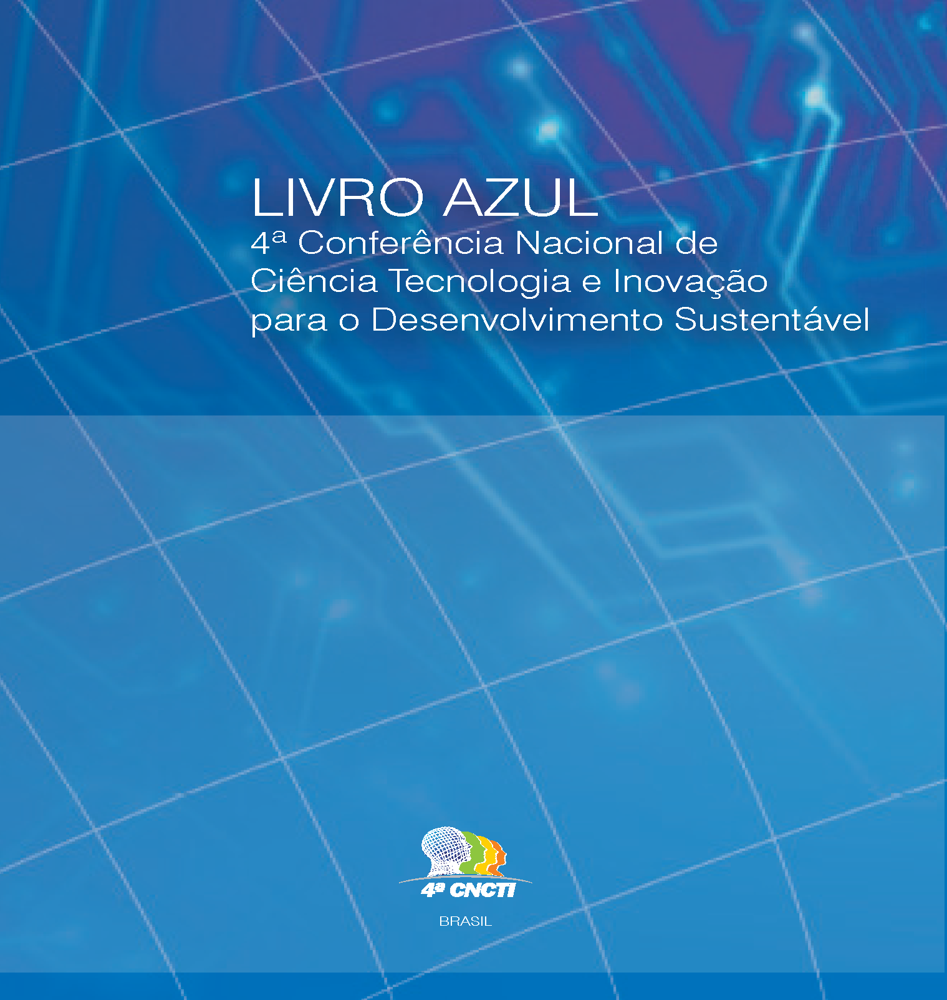 LIVRO AZUL
4ª Conferência Nacional de
Ciência Tecnologia e Inovação
para o Desenvolvimento Sustentável
4ª CNCTI
BRASIL